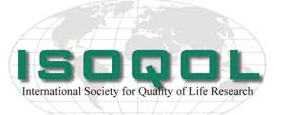 ISOQOL
International Society for Quality of Life Research